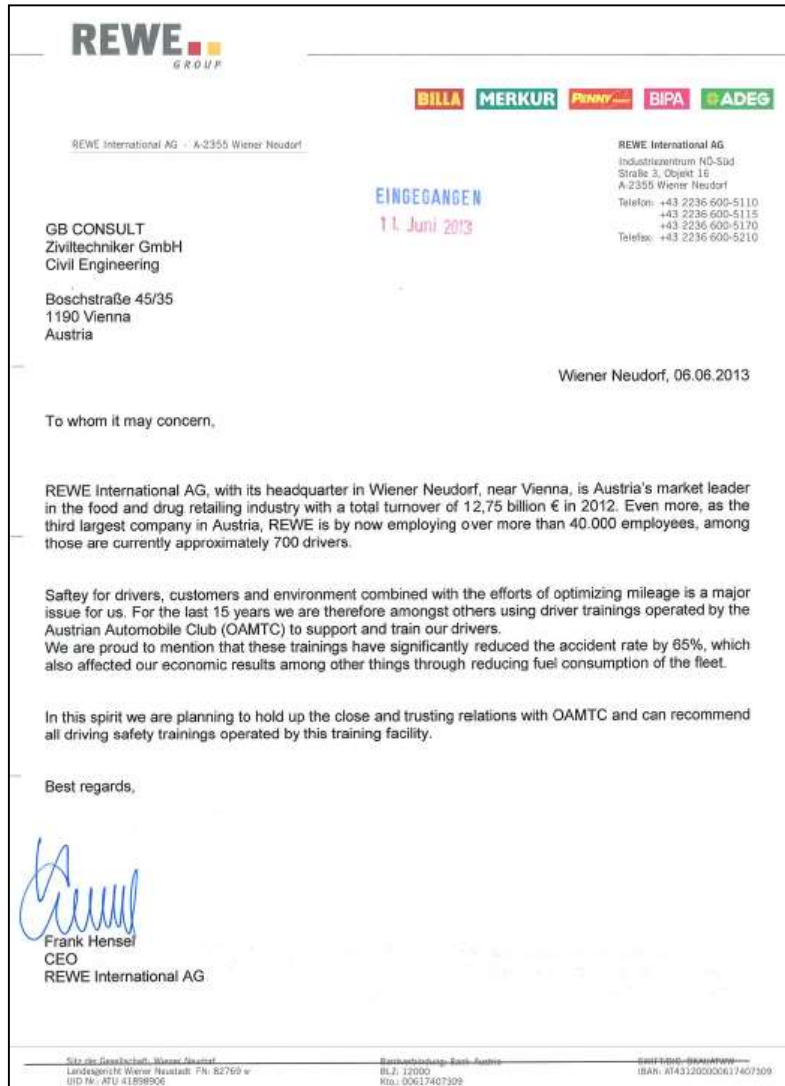 REWE
GROUP
BILLA MERKUR PENNY BIPA ADEG
REWE International AG - A-2355 Wiener Neudorf
REWE International AG
Industriezentrum NÖ-Süd
Straße 3, Objekt 16
A-2355 Wiener Neudorf
Telefon: +43 2236 600-5110
+43 2236 600-5115
+43 2236 600-5170
Telefax: +43 2236 600-5210
EINGEGANGEN
11. Juni 2013
GB CONSULT
Ziviltechniker GmbH
Civil Engineering
Boschstraße 45/35
1190 Vienna
Austria
Wiener Neudorf, 06.06.2013
To whom it may concern,
REWE International AG, with its headquarter in Wiener Neudorf, near Vienna, is Austria's market leader
in the food and drug retailing industry with a total turnover of 12,75 billion € in 2012. Even more, as the
third largest company in Austria, REWE is by now employing over more than 40.000 employees, among
those are currently approximately 700 drivers.
Saftey for drivers, customers and environment combined with the efforts of optimizing mileage is a major
issue for us. For the last 15 years we are therefore amongst others using driver trainings operated by the
Austrian Automobile Club (OAMTC) to support and train our drivers.
We are proud to mention that these trainings have significantly reduced the accident rate by 65%, which
also affected our economic results among other things through reducing fuel consumption of the fleet.
In this spirit we are planning to hold up the close and trusting relations with OAMTC and can recommend
all driving safety trainings operated by this training facility.
Best regards,
Frank Hensel
CEO
REWE International AG
Sitz der Gesellschaft: Wiener Neudorf
Landesgericht Wiener Neustadt FN: 82769 w
UID Nr.: ATU 41898906
Bankverbindung: Bank Austria
BLZ: 12000
Kto.: 00617407309
SWIFT/BIC: BKAUATWW
IBAN: AT431200000617407309